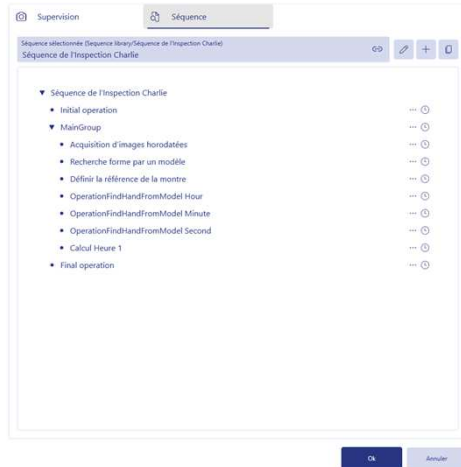 Supervision
Séquence
Séquence sélectionnée (Sequence library/Séquence de l'Inspection Charlie)
Séquence de l'Inspection Charlie
Séquence de l'Inspection Charlie
Initial operation
MainGroup
Acquisition d'images horodatées
Recherche forme par un modèle
Définir la référence de la montre
OperationFindHandFromModel Hour
OperationFindHandFromModel Minute
OperationFindHandFromModel Second
Calcul Heure 1
Final operation
Ok
Annuler